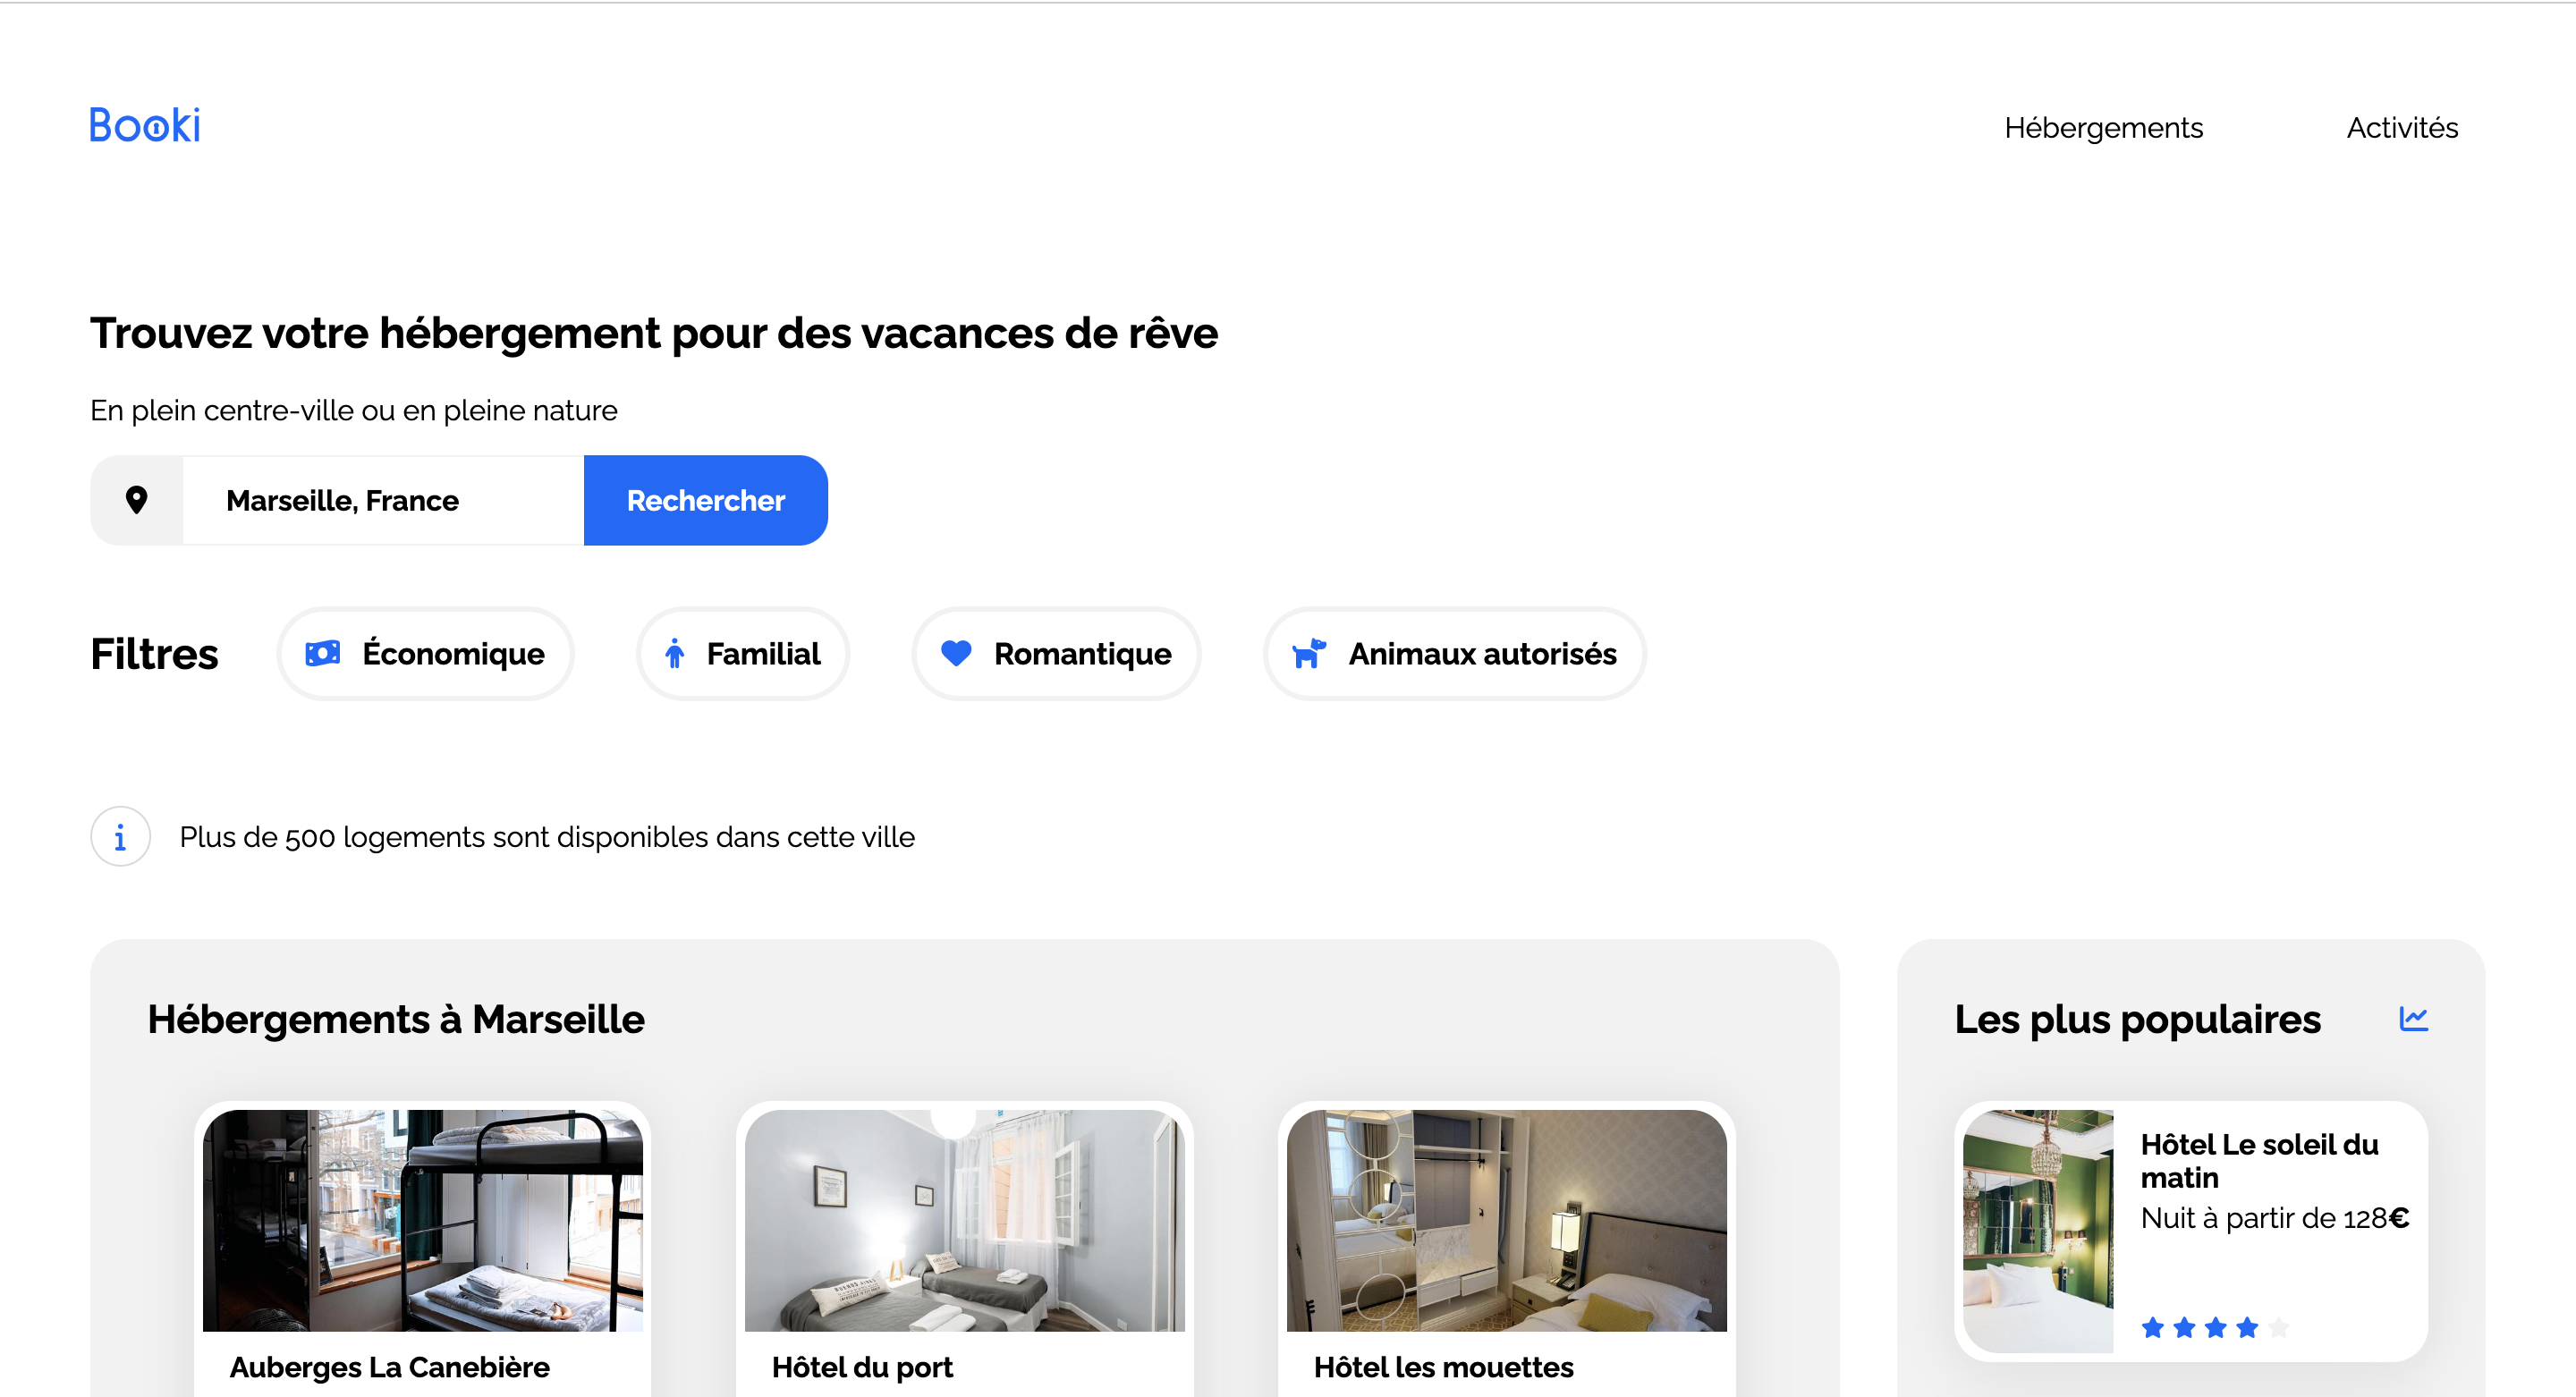 Booki
Hébergements
Activités
Trouvez votre hébergement pour des vacances de rêve
En plein centre-ville ou en pleine nature
Marseille, France
Rechercher
Filtres
Économique
Familial
Romantique
Animaux autorisés
Plus de 500 logements sont disponibles dans cette ville
Hébergements à Marseille
Auberges La Canebière
Hôtel du port
Hôtel les mouettes
Les plus populaires
Hôtel Le soleil du
matin
Nuit à partir de 128€